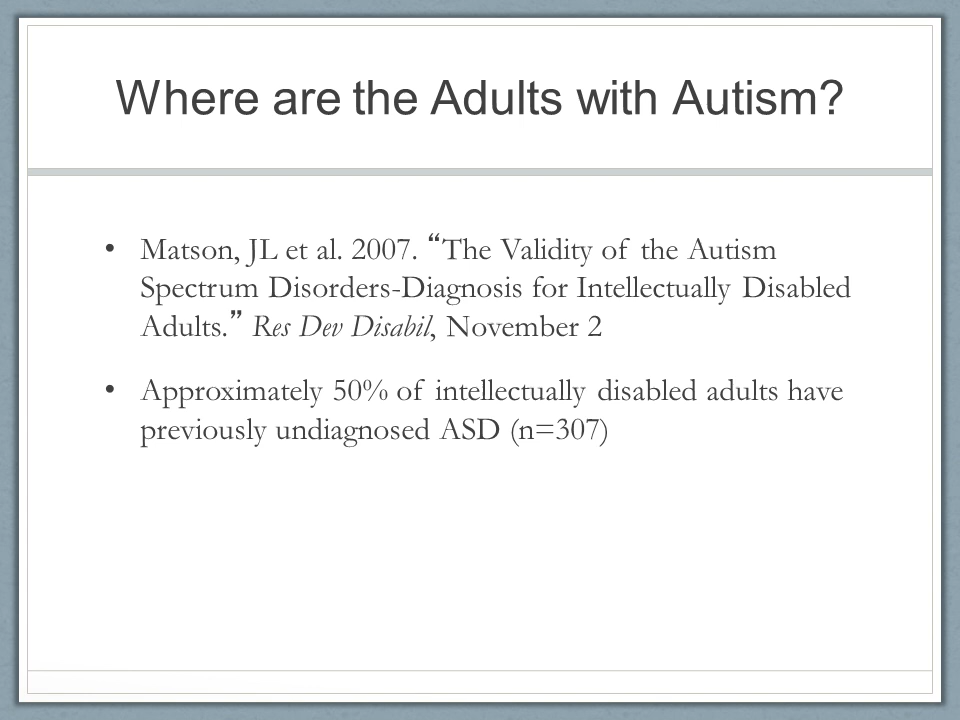 Where are the Adults with Autism?
• Matson, JL et al. 2007. “The Validity of the Autism
Spectrum Disorders-Diagnosis for Intellectually Disabled
Adults.” Res Dev Disabil, November 2
• Approximately 50% of intellectually disabled adults have
previously undiagnosed ASD (n=307)